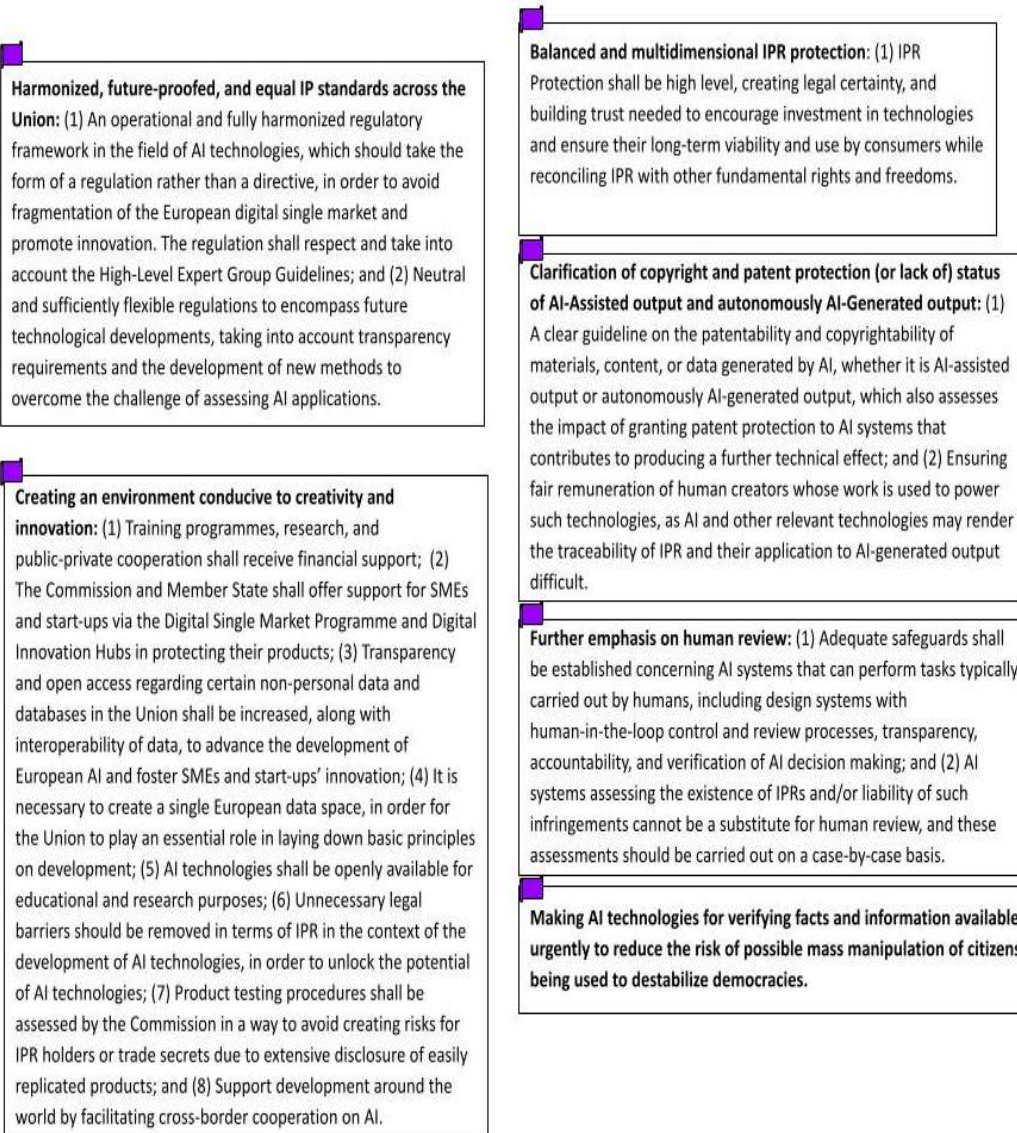 Harmonized, future-proofed, and equal IP standards across the
Union: (1) An operational and fully harmonized regulatory
framework in the field of AI technologies, which should take the
form of a regulation rather than a directive, in order to avoid
fragmentation of the European digital single market and
promote innovation. The regulation shall respect and take into
account the High-Level Expert Group Guidelines; and (2) Neutral
and sufficiently flexible regulations to encompass future
technological developments, taking into account transparency
requirements and the development of new methods to
overcome the challenge of assessing AI applications.
Creating an environment conducive to creativity and
innovation: (1) Training programmes, research, and
public-private cooperation shall receive financial support; (2)
The Commission and Member State shall offer support for SMEs
and start-ups via the Digital Single Market Programme and Digital
Innovation Hubs in protecting their products; (3) Transparency
and open access regarding certain non-personal data and
databases in the Union shall be increased, along with
interoperability of data, to advance the development of
European AI and foster SMEs and start-ups' innovation; (4) It is
necessary to create a single European data space, in order for
the Union to play an essential role in laying down basic principles
on development; (5) AI technologies shall be openly available for
educational and research purposes; (6) Unnecessary legal
barriers should be removed in terms of IPR in the context of the
development of AI technologies, in order to unlock the potential
of AI technologies; (7) Product testing procedures shall be
assessed by the Commission in a way to avoid creating risks for
IPR holders or trade secrets due to extensive disclosure of easily
replicated products; and (8) Support development around the
world by facilitating cross-border cooperation on AI.
Balanced and multidimensional IPR protection: (1) IPR
Protection shall be high level, creating legal certainty, and
building trust needed to encourage investment in technologies
and ensure their long-term viability and use by consumers while
reconciling IPR with other fundamental rights and freedoms.
Clarification of copyright and patent protection (or lack of) status
of AI-Assisted output and autonomously AI-Generated output: (1)
A clear guideline on the patentability and copyrightability of
materials, content, or data generated by AI, whether it is AI-assisted
output or autonomously AI-generated output, which also assesses
the impact of granting patent protection to AI systems that
contributes to producing a further technical effect; and (2) Ensuring
fair remuneration of human creators whose work is used to power
such technologies, as AI and other relevant technologies may render
the traceability of IPR and their application to AI-generated output
difficult.
Further emphasis on human review: (1) Adequate safeguards shall
be established concerning AI systems that can perform tasks typically
carried out by humans, including design systems with
human-in-the-loop control and review processes, transparency,
accountability, and verification of AI decision making; and (2) AI
systems assessing the existence of IPRs and/or liability of such
infringements cannot be a substitute for human review, and these
assessments should be carried out on a case-by-case basis.
Making AI technologies for verifying facts and information available
urgently to reduce the risk of possible mass manipulation of citizens
being used to destabilize democracies.